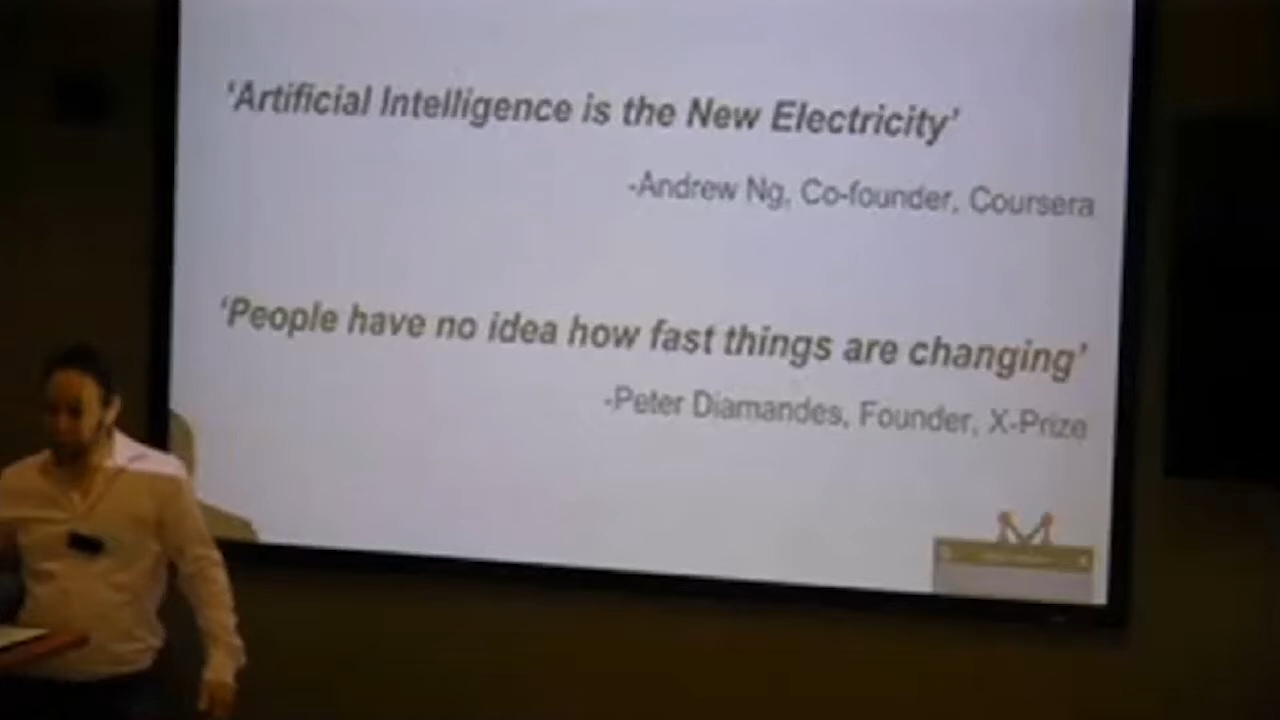 'Artificial Intelligence is the New Electricity'
-Andrew Ng, Co-founder, Coursera
'People have no idea how fast things are changing'
-Peter Diamandes, Founder, X-Prize